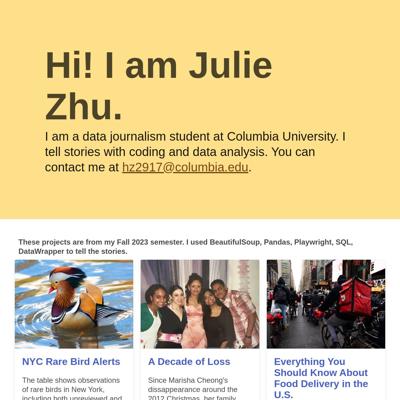 Hi! I am Julie
Zhu.
I am a data journalism student at Columbia University. I
tell stories with coding and data analysis. You can
contact me at hz2917@columbia.edu.
These projects are from my Fall 2023 semester. I used BeautifulSoup, Pandas, Playwright, SQL,
DataWrapper to tell the stories.
NYC Rare Bird Alerts
The table shows observations
of rare birds in New York,
including both unreviewed and
A Decade of Loss
Since Marisha Cheong's
dissappearance around the
2012 Christmas, her family
Everything You
Should Know About
Food Delivery in the
U.S.